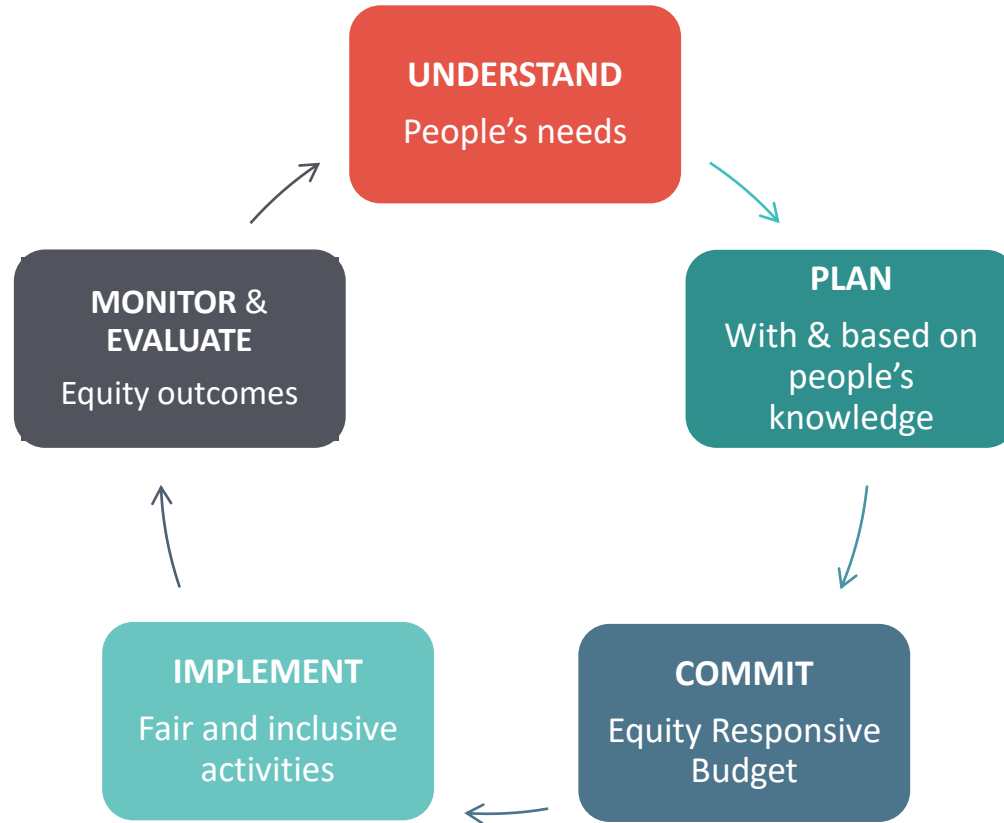 UNDERSTAND
People’s needs
PLAN
With & based on
people’s
knowledge
COMMIT
Equity Responsive
Budget
IMPLEMENT
Fair and inclusive
activities
MONITOR &
EVALUATE
Equity outcomes